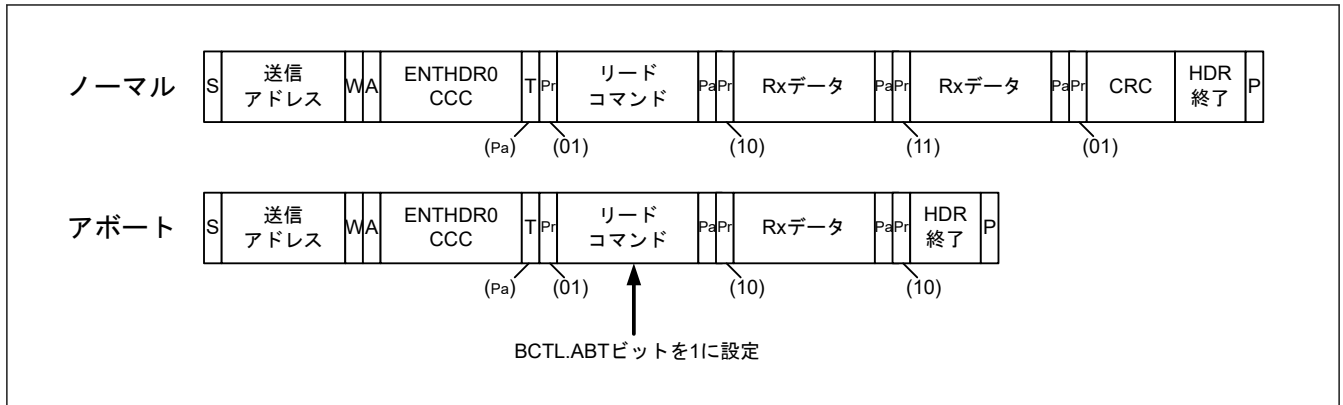 ノーマル
S
送信
アドレス
W
A
ENTHDR0
CCC
T
Pr
リード
コマンド
Pa
Pr
Rxデータ
Pa
Pr
Rxデータ
Pa
Pr
CRC
HDR
終了
P
(Pa)
(01)
(10)
(11)
(01)
アボート
S
送信
アドレス
W
A
ENTHDR0
CCC
T
Pr
リード
コマンド
Pa
Pr
Rxデータ
Pa
Pr
HDR
終了
P
(Pa)
(01)
(10)
(10)
BCTL.ABTビットを1に設定